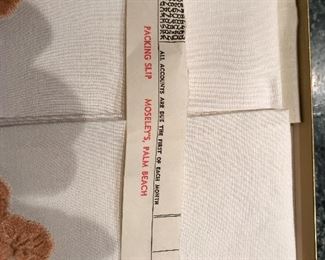 ALL ACCOUNTS ARE DUE THE FIRST OF EACH MONTH
PACKING SLIP MOSELEY'S, PALM BEACH